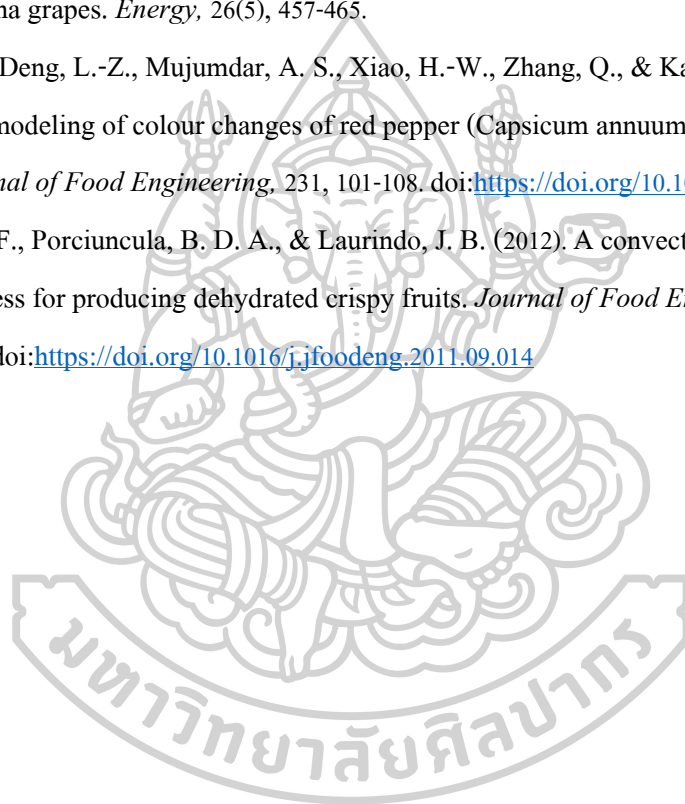 na grapes. Energy, 26(5), 457-465.
Deng, L.-Z., Mujumdar, A. S., Xiao, H.-W., Zhang, Q., & Ka
modeling of colour changes of red pepper (Capsicum annuum
nal of Food Engineering, 231, 101-108. doi:https://doi.org/10.10
F., Porciuncula, B. D. A., & Laurindo, J. B. (2012). A convect
ess for producing dehydrated crispy fruits. Journal of Food En
doi:https://doi.org/10.1016/j.jfoodeng.2011.09.014
มหาวิทยาลัยศิลปากร